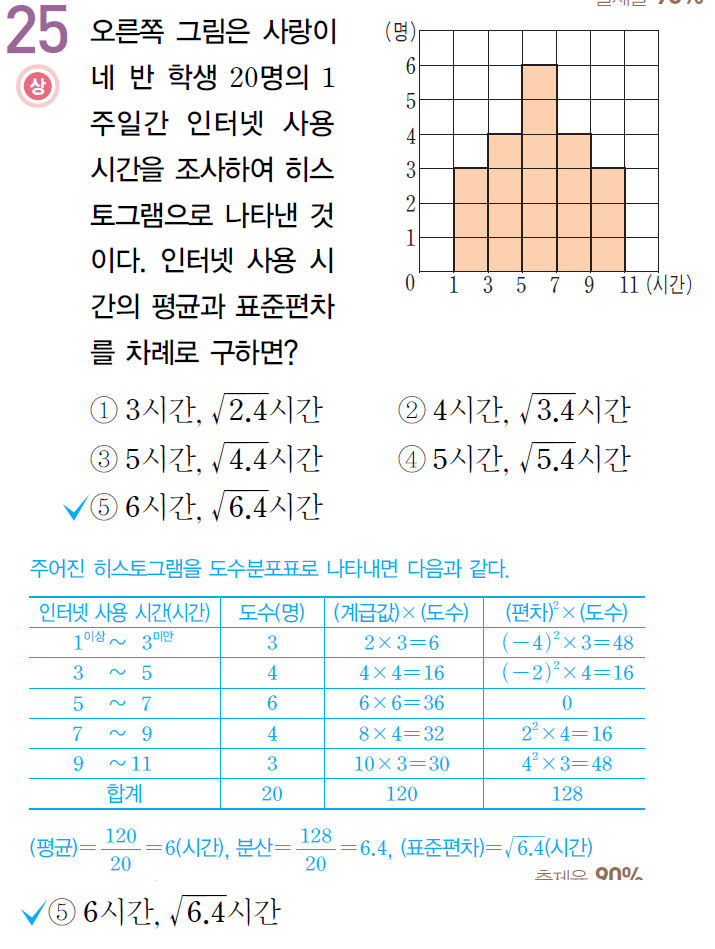 출제율 90%
25
상
오른쪽 그림은 사랑이
네 반 학생 20명의 1
주일간 인터넷 사용
시간을 조사하여 히스
토그램으로 나타낸 것
이다. 인터넷 사용 시
간의 평균과 표준편차
를 차례로 구하면?
(명)
6
5
4
3
2
1
0 1 3 5 7 9 11 (시간)
① 3시간, √2.4시간 ② 4시간, √3.4시간
③ 5시간, √4.4시간 ④ 5시간, √5.4시간
⑤ 6시간, √6.4시간
주어진 히스토그램을 도수분포표로 나타내면 다음과 같다.
인터넷 사용 시간(시간) 도수(명) (계급값)×(도수) (편차)²×(도수)
1이상 ~ 3미만 3 2×3=6 (-4)²×3=48
3 ~ 5 4 4×4=16 (-2)²×4=16
5 ~ 7 6 6×6=36 0
7 ~ 9 4 8×4=32 2²×4=16
9 ~ 11 3 10×3=30 4²×3=48
합계 20 120 128
(평균)=120/20=6(시간), 분산=128/20=6.4, (표준편차)=√6.4(시간)
출제율 90%
⑤ 6시간, √6.4시간